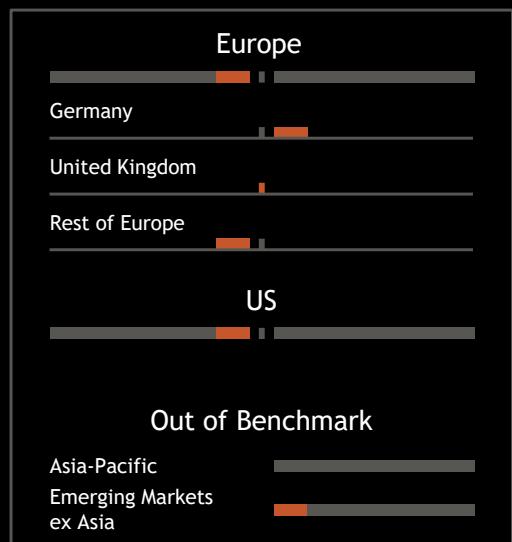 Europe
Germany
United Kingdom
Rest of Europe
US
Out of Benchmark
Asia-Pacific
Emerging Markets
ex Asia